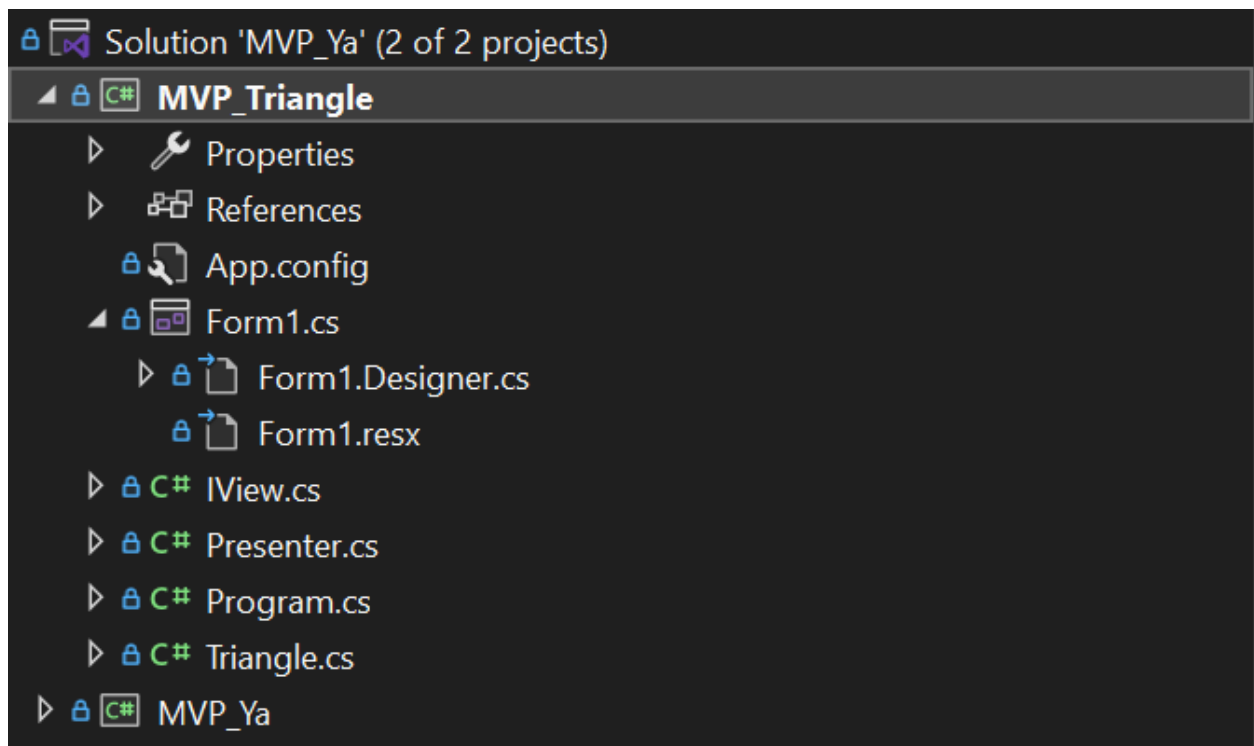 Solution 'MVP_Ya' (2 of 2 projects)
C# MVP_Triangle
Properties
References
App.config
Form1.cs
Form1.Designer.cs
Form1.resx
C# IView.cs
C# Presenter.cs
C# Program.cs
C# Triangle.cs
C# MVP_Ya